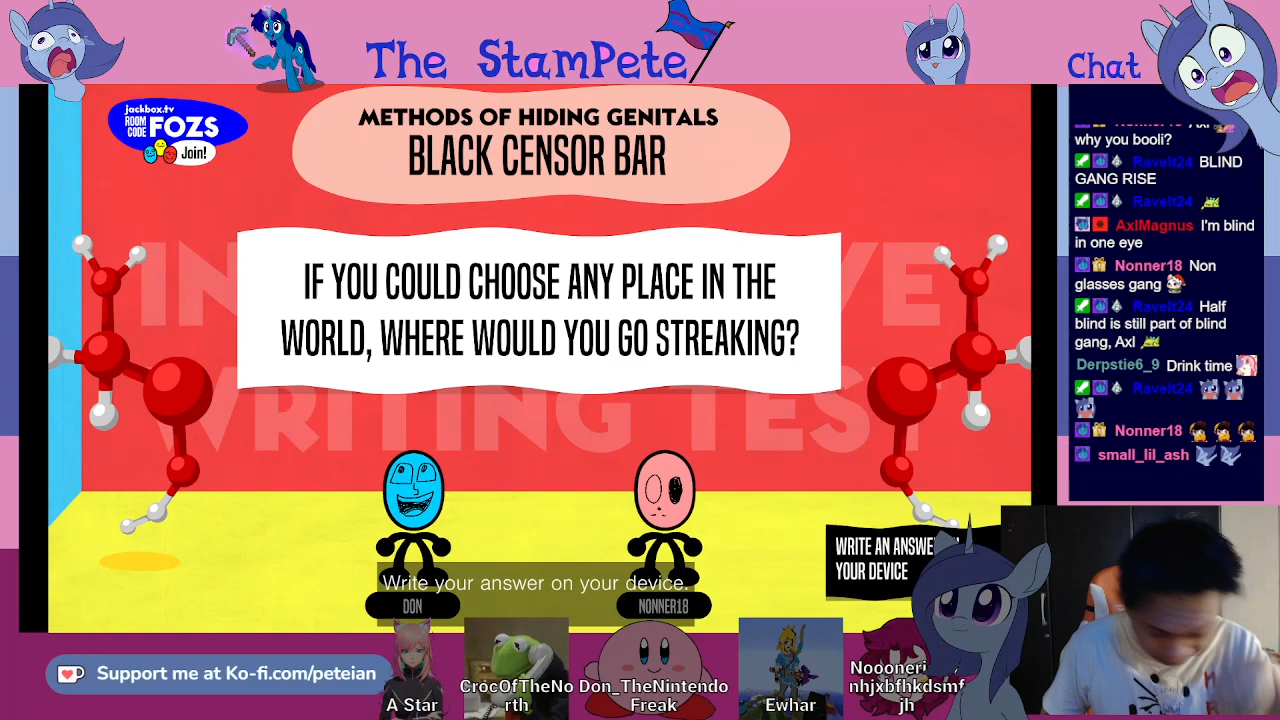 The StamPete
Chat
jackbox.tv
ROOM
CODE
FOZS
Join!
METHODS OF HIDING GENITALS
BLACK CENSOR BAR
IF YOU COULD CHOOSE ANY PLACE IN THE
WORLD, WHERE WOULD YOU GO STREAKING?
WRITING TEST
DON
NONNER18
Write your answer on your device.
WRITE AN ANSWER
YOUR DEVICE
why you booli?
Ravelt24 BLIND
GANG RISE
Ravelt24
AxlMagnus I'm blind
in one eye
Nonner18 Non
glasses gang
Ravelt24 Half
blind is still part of blind
gang, Axl
Derpstie6_9 Drink time
Ravelt24
Nonner18
small_lil_ash
Support me at Ko-fi.com/peteian
A Star
CrocOfTheNo
rth
Don_TheNintendo
Freak
Ewhar
Noooneri
nhjxbfhkdsmf
jh